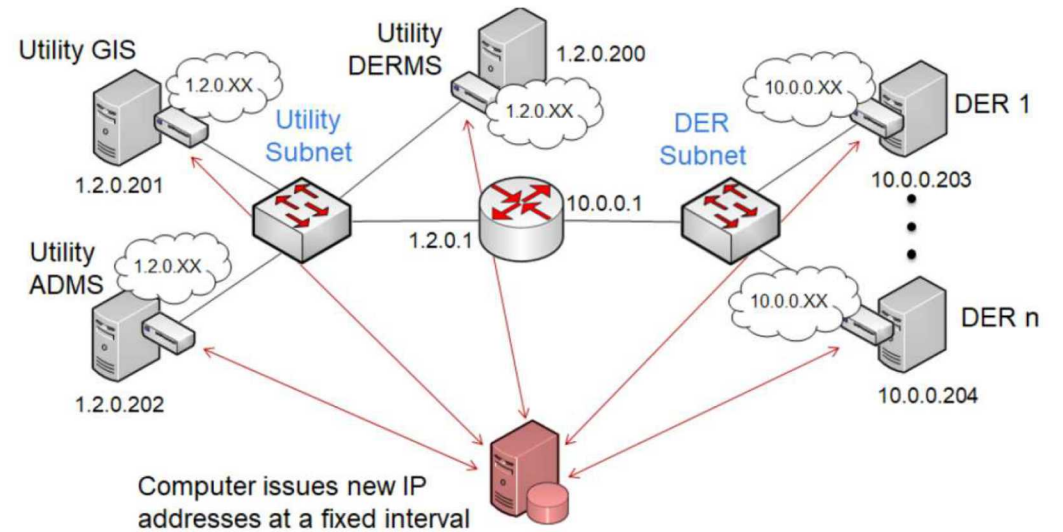 Utility GIS
1.2.0.XX
1.2.0.201
Utility
Subnet
Utility
DERMS
1.2.0.200
1.2.0.XX
10.0.0.XX
DER 1
10.0.0.203
DER
Subnet
10.0.0.1
1.2.0.1
Utility
ADMS
1.2.0.XX
1.2.0.202
10.0.0.XX
DER n
10.0.0.204
Computer issues new IP
addresses at a fixed interval